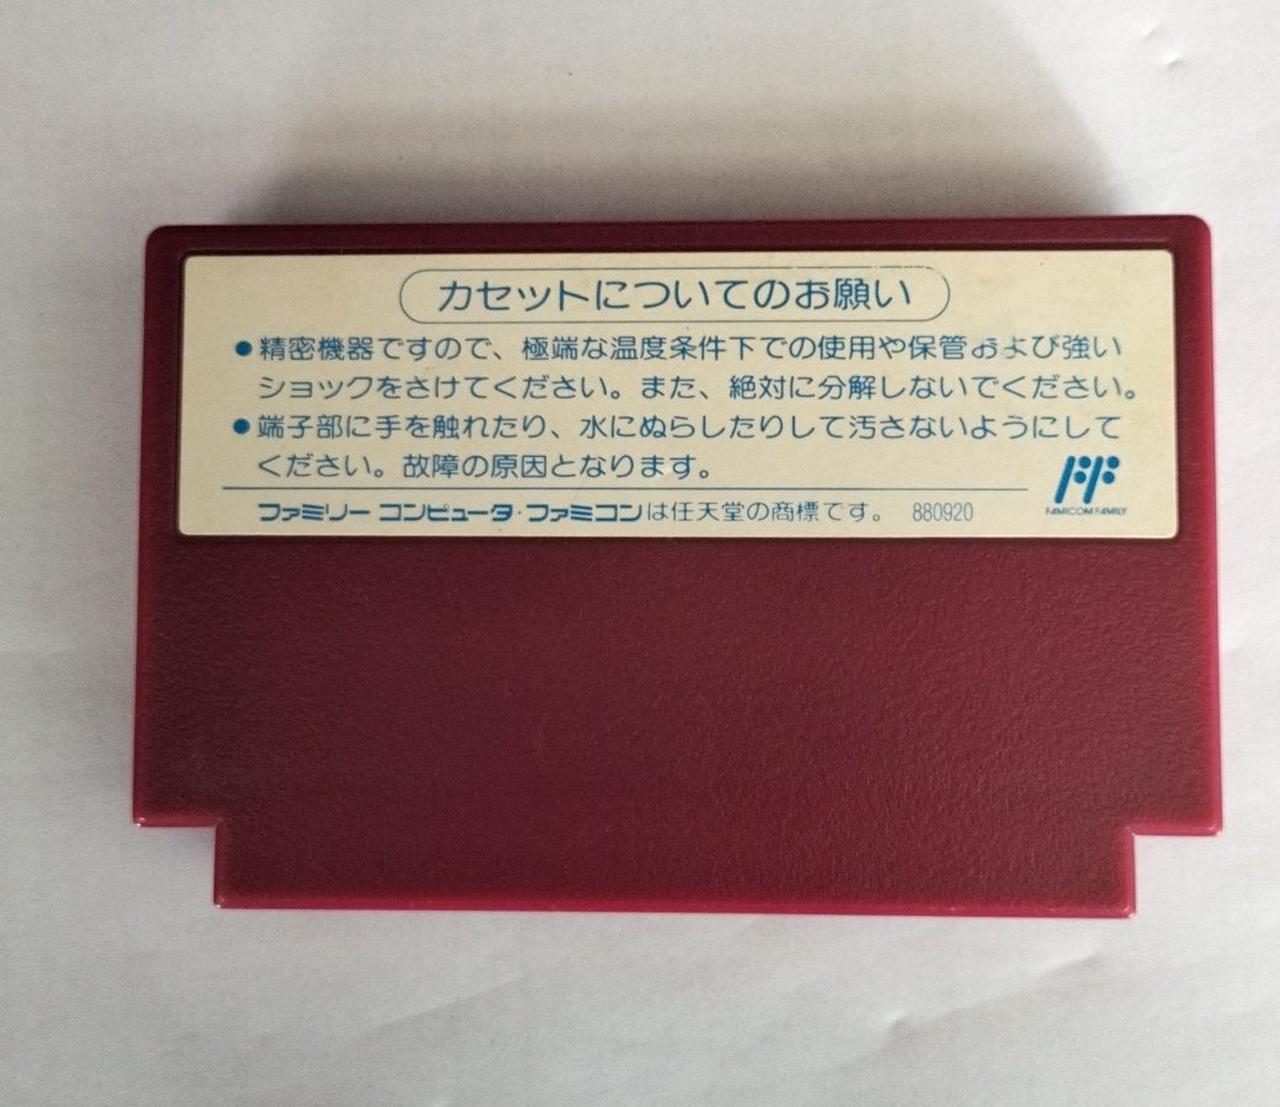 カセットについてのお願い
●精密機器ですので、極端な温度条件下での使用や保管および強い
ショックをさけてください。また、絶対に分解しないでください。
●端子部に手を触れたり、水にぬらしたりして汚さないようにして
ください。故障の原因となります。
FAMICOM FAMILY
ファミリー コンピュータ・ファミコンは任天堂の商標です。 880920